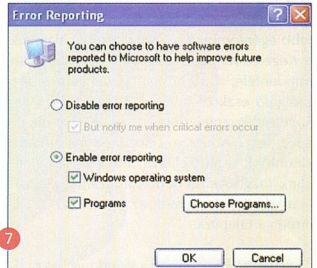 Error Reporting
You can choose to have software errors
reported to Microsoft to help improve future
products.
Disable error reporting
But notify me when critical errors occur
Enable error reporting
Windows operating system
Programs
Choose Programs...
7
OK
Cancel